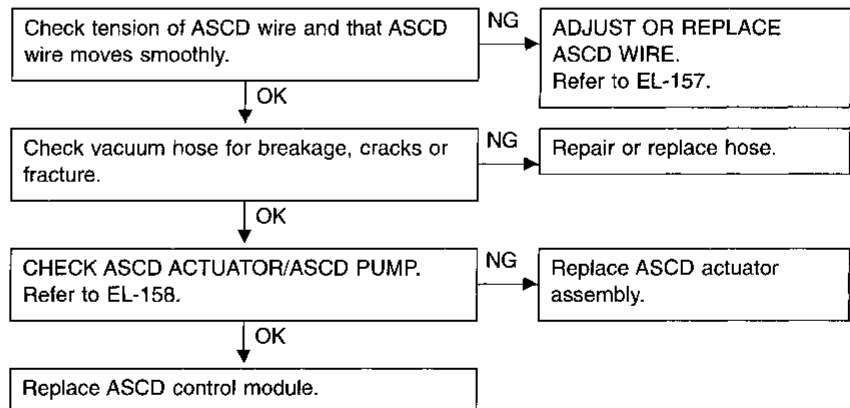 Check tension of ASCD wire and that ASCD
wire moves smoothly.
NG
ADJUST OR REPLACE
ASCD WIRE.
Refer to EL-157.
OK
Check vacuum hose for breakage, cracks or
fracture.
NG
Repair or replace hose.
OK
CHECK ASCD ACTUATOR/ASCD PUMP.
Refer to EL-158.
NG
Replace ASCD actuator
assembly.
OK
Replace ASCD control module.